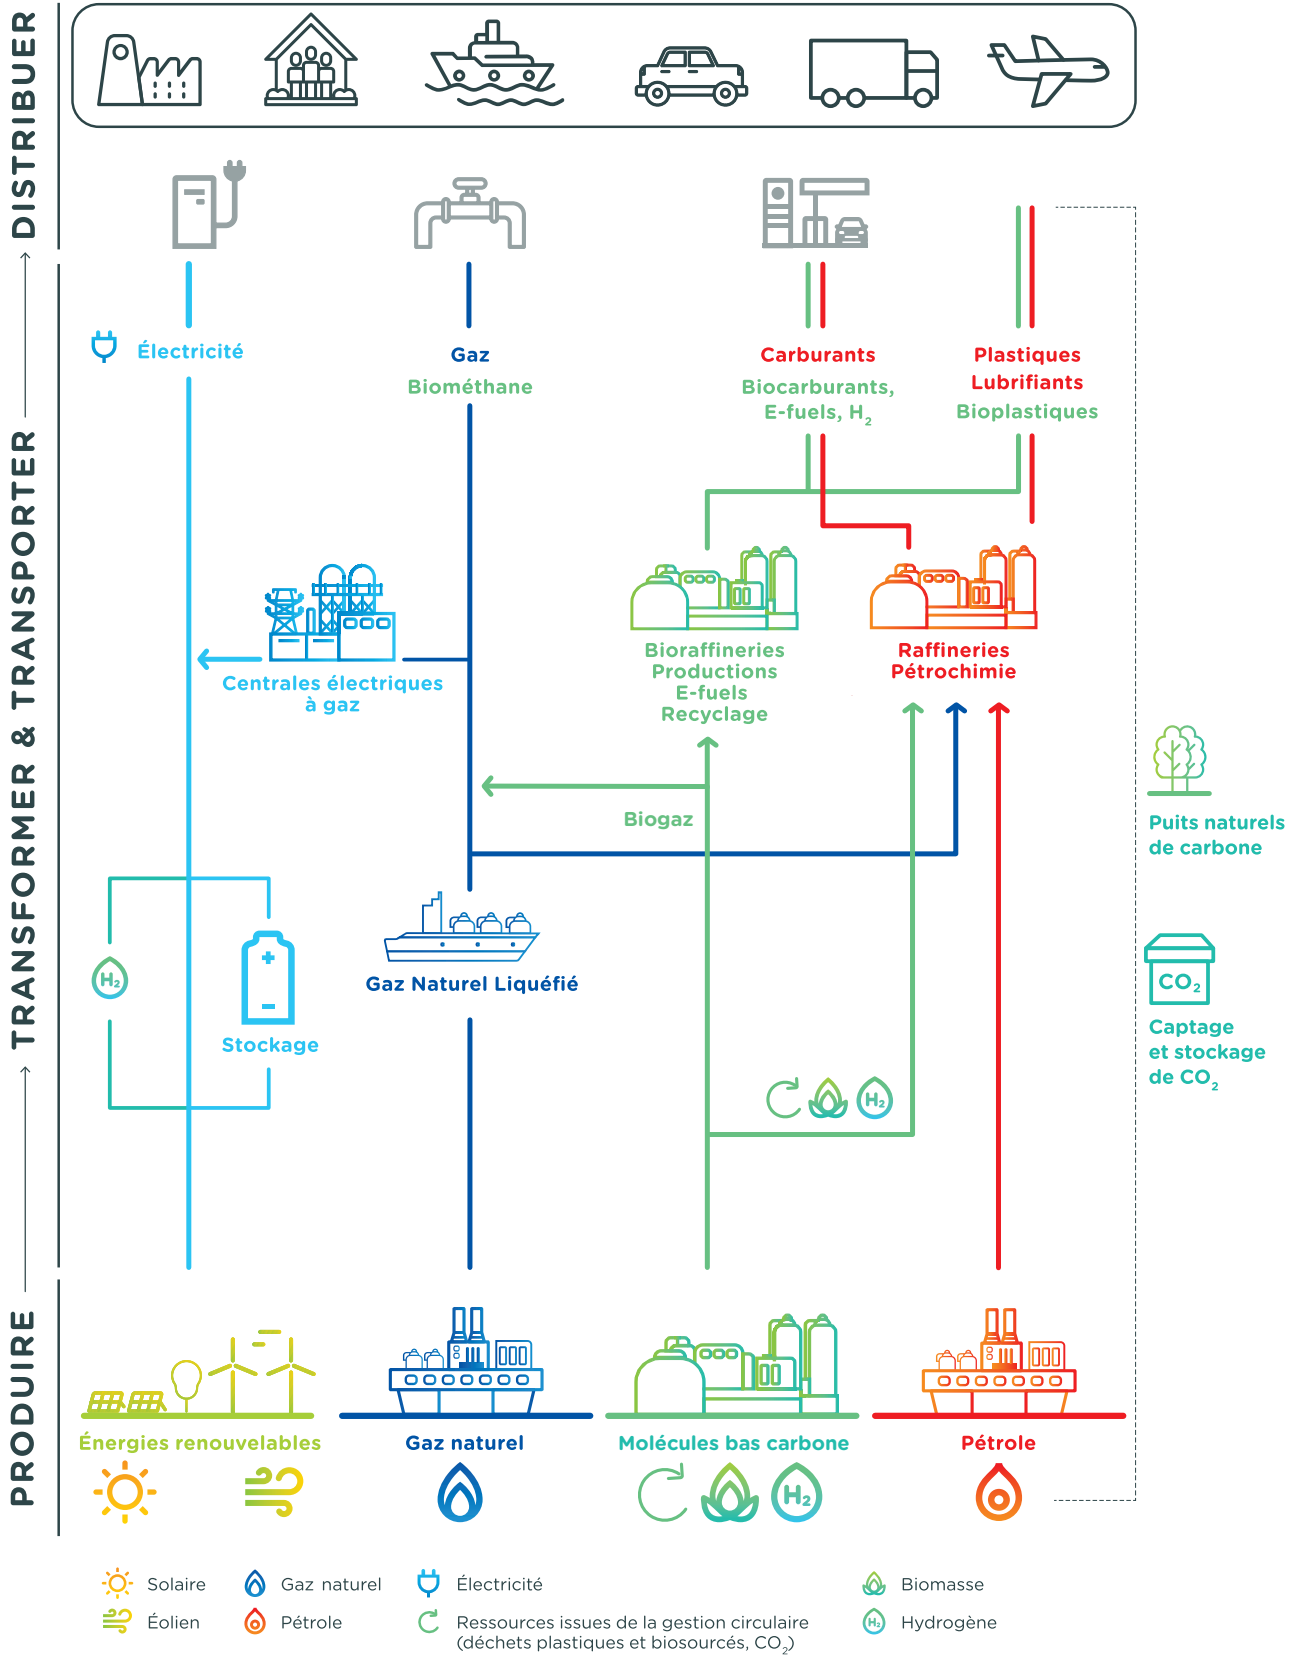 DISTRIBUER
TRANSFORMER & TRANSPORTER
PRODUIRE
Électricité
Gaz
Biométhane
Carburants
Biocarburants,
E-fuels, H2
Plastiques
Lubrifiants
Bioplastiques
Centrales électriques
à gaz
Bioraffineries
Productions
E-fuels
Recyclage
Raffineries
Pétrochimie
Biogaz
Puits naturels
de carbone
H2
Stockage
Gaz Naturel Liquéfié
CO2
Captage
et stockage
de CO2
H2
Énergies renouvelables
Gaz naturel
Molécules bas carbone
Pétrole
H2
Solaire
Gaz naturel
Électricité
Biomasse
Éolien
Pétrole
Ressources issues de la gestion circulaire
(déchets plastiques et biosourcés, CO2)
H2
Hydrogène